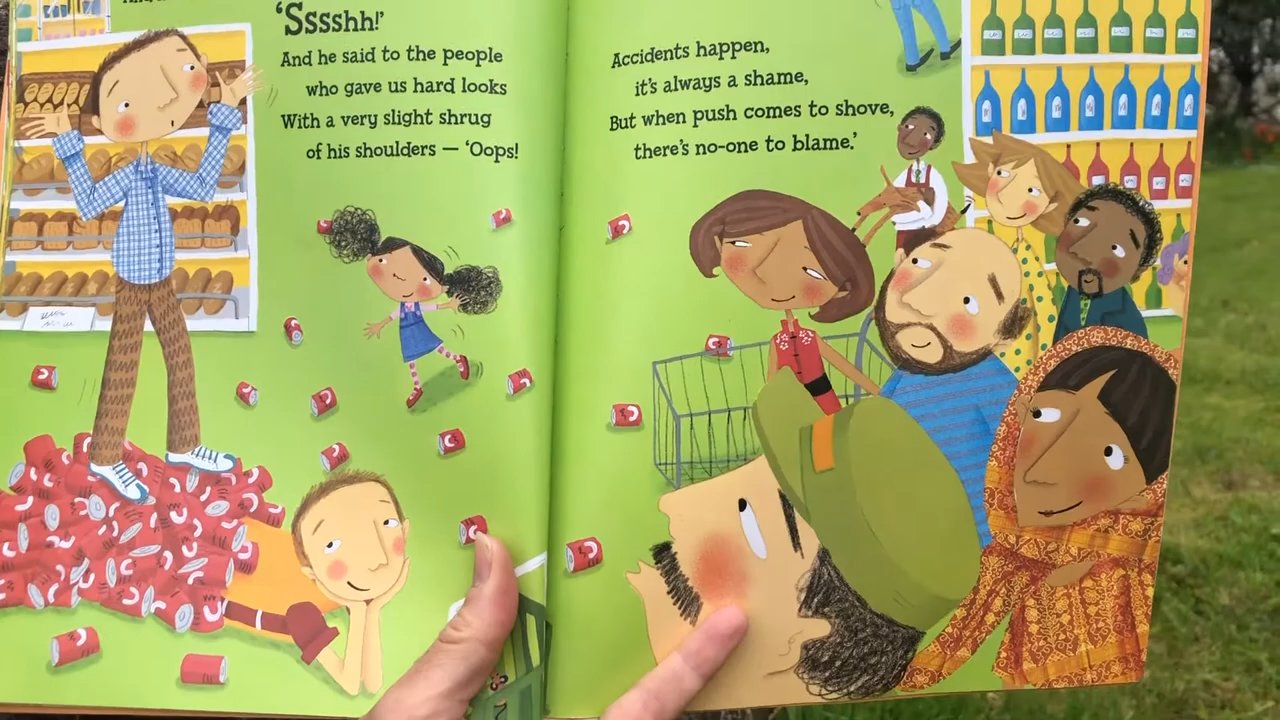 'Sssshh!'
And he said to the people
who gave us hard looks
With a very slight shrug
of his shoulders — 'Oops!
Accidents happen,
it's always a shame,
But when push comes to shove,
there's no-one to blame.'